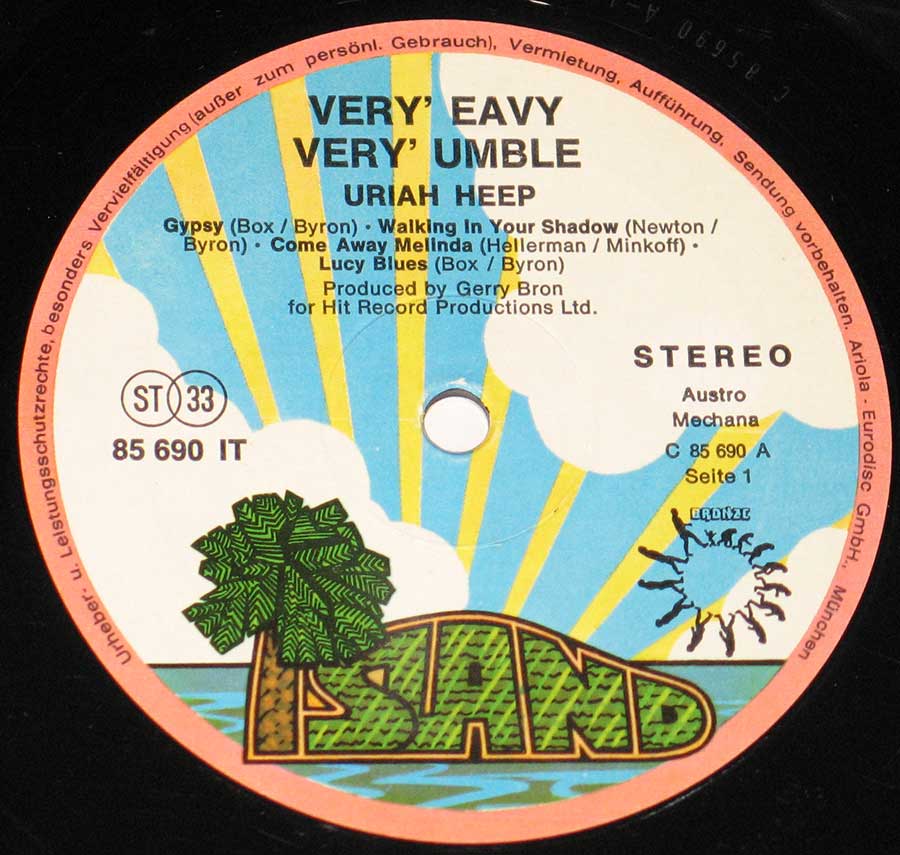 Urheber- u. Leistungsschutzrechte, besonders Vervielfältigung (außer zum persönl. Gebrauch), Vermietung, Aufführung, Sendung vorbehalten. Ariola - Eurodisc GmbH., München
C 85690 A-1
VERY' EAVY
VERY' UMBLE
URIAH HEEP
Gypsy (Box / Byron) • Walking In Your Shadow (Newton /
Byron) • Come Away Melinda (Hellerman / Minkoff) •
Lucy Blues (Box / Byron)
Produced by Gerry Bron
for Hit Record Productions Ltd.
STEREO
ST 33
85 690 IT
Austro
Mechana
C 85 690 A
Seite 1
BRONZE
ISLAND